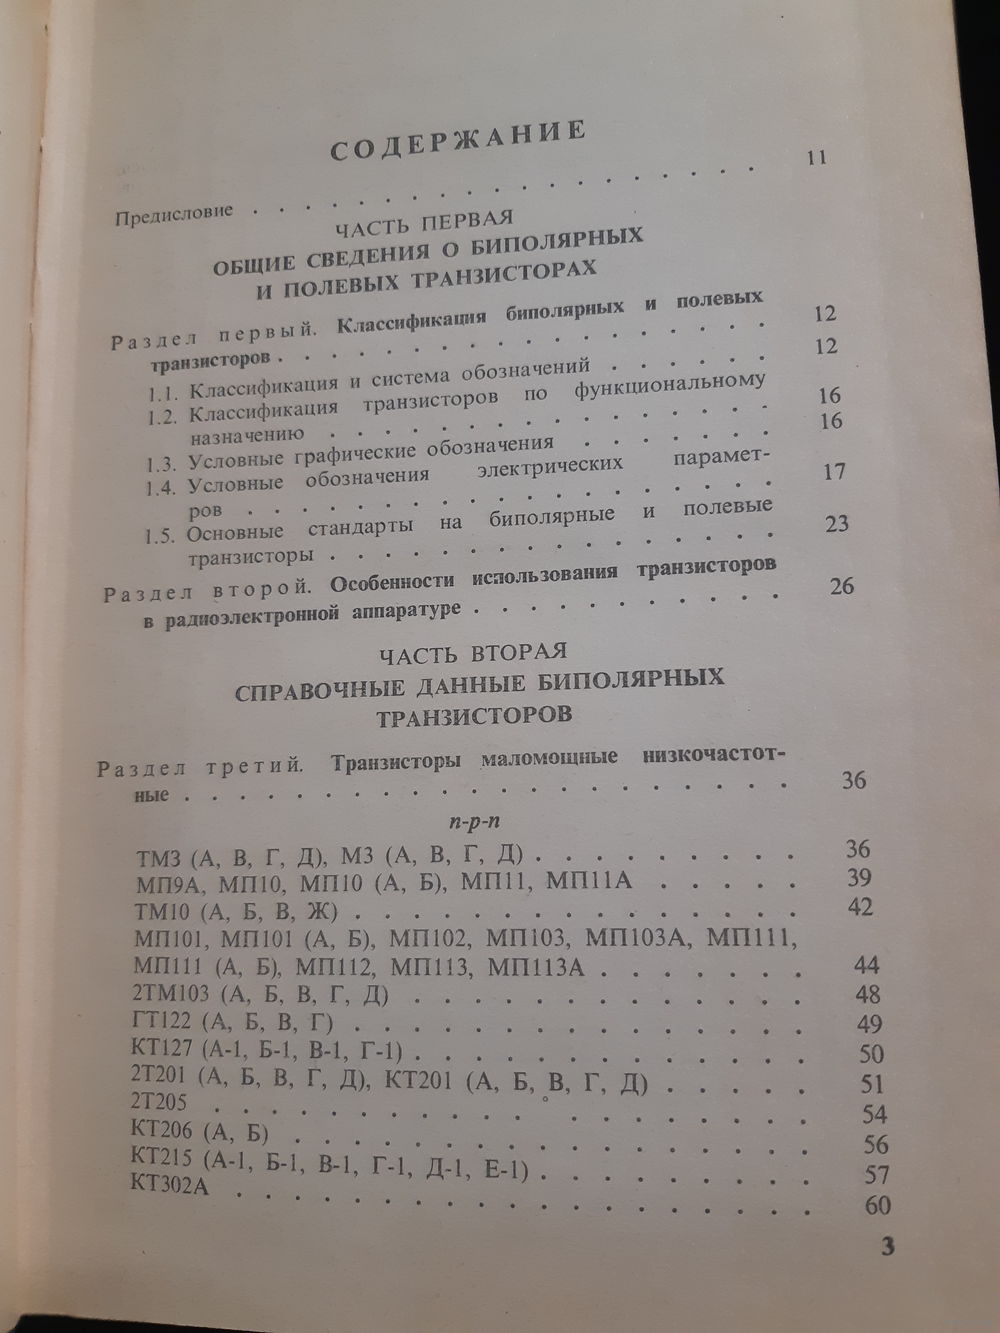 СОДЕРЖАНИЕ
Предисловие . . . . . . . . . . . . . . . . . . . 11
ЧАСТЬ ПЕРВАЯ
ОБЩИЕ СВЕДЕНИЯ О БИПОЛЯРНЫХ
И ПОЛЕВЫХ ТРАНЗИСТОРАХ
Раздел первый. Классификация биполярных и полевых
транзисторов . . . . . . . . . . . . . . . . . . 12
1.1. Классификация и система обозначений . . . . . . 12
1.2. Классификация транзисторов по функциональному
назначению . . . . . . . . . . . . . . . . 16
1.3. Условные графические обозначения . . . . . . . 16
1.4. Условные обозначения электрических парамет-
ров . . . . . . . . . . . . . . . . . . . 17
1.5. Основные стандарты на биполярные и полевые
транзисторы . . . . . . . . . . . . . . . . 23
Раздел второй. Особенности использования транзисторов
в радиоэлектронной аппаратуре . . . . . . . . . . . 26
ЧАСТЬ ВТОРАЯ
СПРАВОЧНЫЕ ДАННЫЕ БИПОЛЯРНЫХ
ТРАНЗИСТОРОВ
Раздел третий. Транзисторы маломощные низкочастот-
ные . . . . . . . . . . . . . . . . . . . . . . 36
n-p-n
ТМ3 (А, В, Г, Д), М3 (А, В, Г, Д) . . . . . . . . . 36
МП9А, МП10, МП10 (А, Б), МП11, МП11А . . . . . 39
ТМ10 (А, Б, В, Ж) . . . . . . . . . . . . . . . 42
МП101, МП101 (А, Б), МП102, МП103, МП103А, МП111,
МП111 (А, Б), МП112, МП113, МП113А . . . . . . . 44
2ТМ103 (А, Б, В, Г, Д) . . . . . . . . . . . . . 48
ГТ122 (А, Б, В, Г) . . . . . . . . . . . . . . . 49
КТ127 (А-1, Б-1, В-1, Г-1) . . . . . . . . . . . . . 50
2Т201 (А, Б, В, Г, Д), КТ201 (А, Б, В, Г, Д) . . . . . 51
2Т205 . . . . . . . . . . . . . . . . . . . 54
КТ206 (А, Б) . . . . . . . . . . . . . . . . . 56
КТ215 (А-1, Б-1, В-1, Г-1, Д-1, Е-1) . . . . . . . . . 57
КТ302А . . . . . . . . . . . . . . . . . . . 60
3